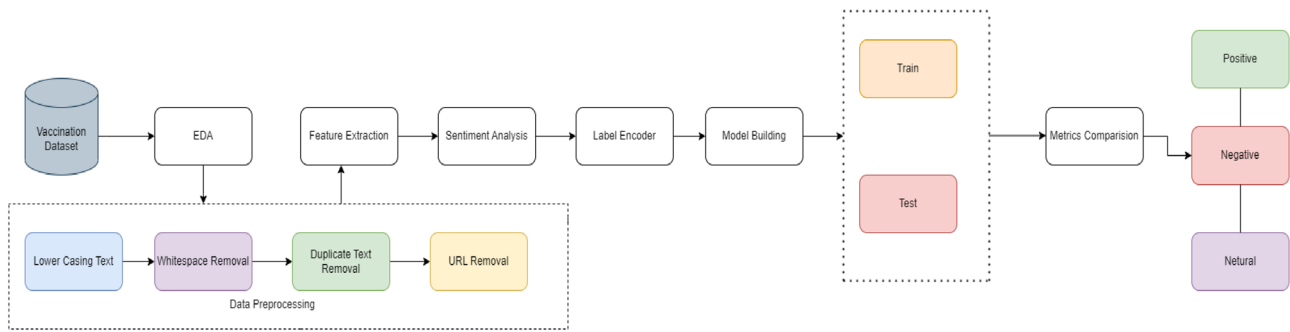 Vaccination
Dataset
EDA
Feature Extraction
Sentiment Analysis
Label Encoder
Model Building
Train
Test
Metrics Comparision
Positive
Negative
Netural
Lower Casing Text
Whitespace Removal
Duplicate Text
Removal
URL Removal
Data Preprocessing